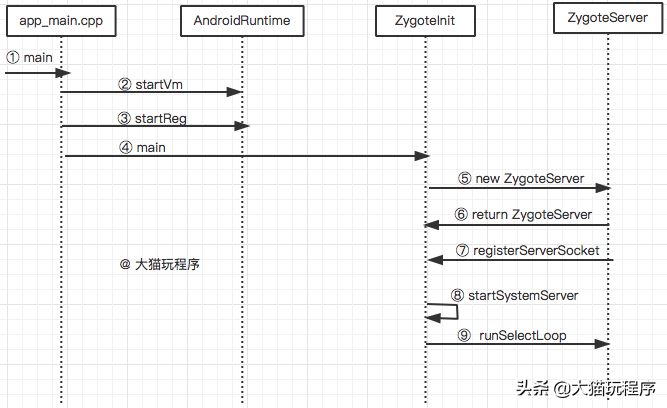 app_main.cpp
AndroidRuntime
ZygoteInit
ZygoteServer
① main
② startVm
③ startReg
④ main
⑤ new ZygoteServer
⑥ return ZygoteServer
⑦ registerServerSocket
@ 大猫玩程序
⑧ startSystemServer
⑨ runSelectLoop
头条 @大猫玩程序